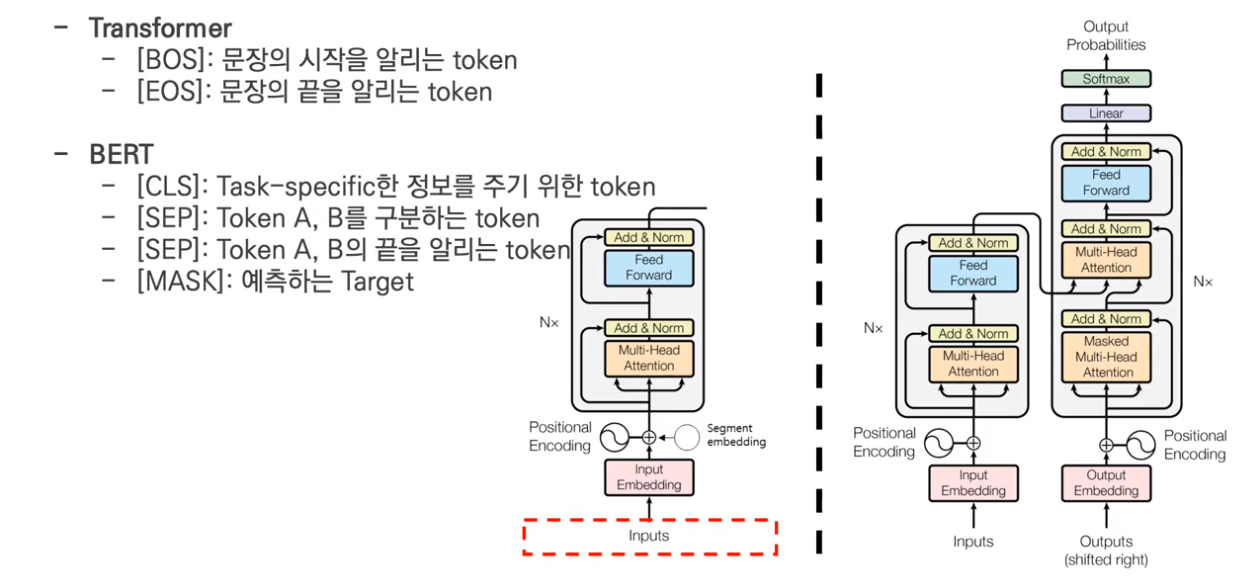 - Transformer
- [BOS]: 문장의 시작을 알리는 token
- [EOS]: 문장의 끝을 알리는 token
- BERT
- [CLS]: Task-specific한 정보를 주기 위한 token
- [SEP]: Token A, B를 구분하는 token
- [SEP]: Token A, B의 끝을 알리는 token
- [MASK]: 예측하는 Target
Add & Norm
Feed
Forward
N×
Add & Norm
Multi-Head
Attention
Positional
Encoding
Segment
embedding
Input
Embedding
Inputs
Output
Probabilities
Softmax
Linear
Add & Norm
Feed
Forward
Add & Norm
Multi-Head
Attention
N×
Add & Norm
Masked
Multi-Head
Attention
Add & Norm
Feed
Forward
N×
Add & Norm
Multi-Head
Attention
Positional
Encoding
Positional
Encoding
Input
Embedding
Output
Embedding
Inputs
Outputs
(shifted right)